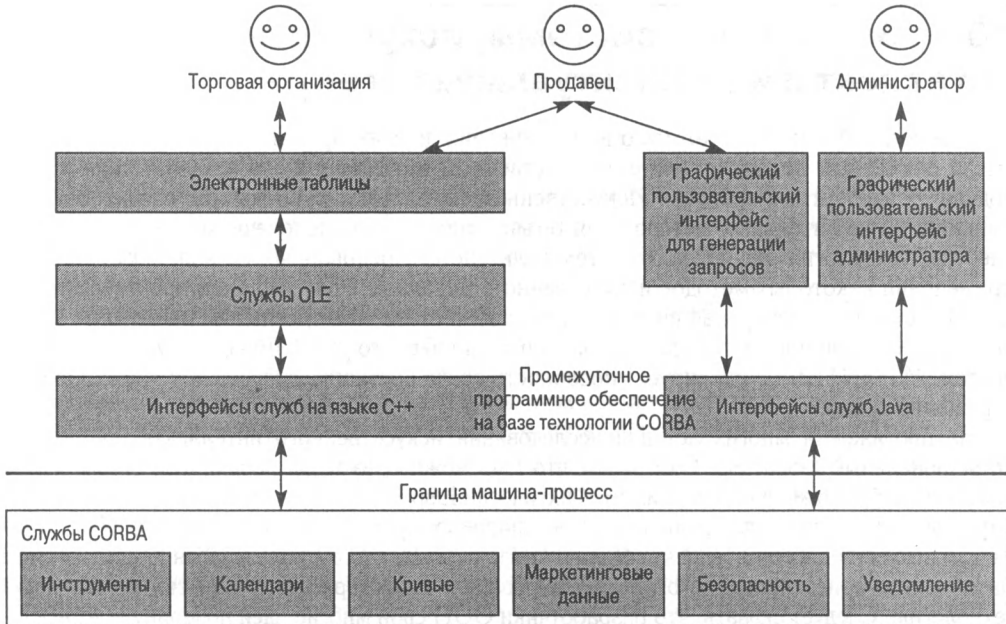 Торговая организация
Продавец
Администратор
Электронные таблицы
Графический
пользовательский
интерфейс
для генерации
запросов
Графический
пользовательский
интерфейс
администратора
Службы OLE
Интерфейсы служб на языке C++
Промежуточное
программное обеспечение
на базе технологии CORBA
Интерфейсы служб Java
Граница машина-процесс
Службы CORBA
Инструменты
Календари
Кривые
Маркетинговые
данные
Безопасность
Уведомление